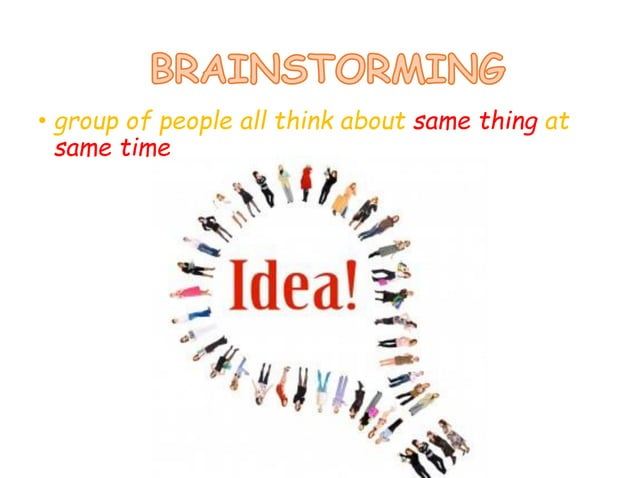 BRAINSTORMING
• group of people all think about same thing at
same time
Idea!